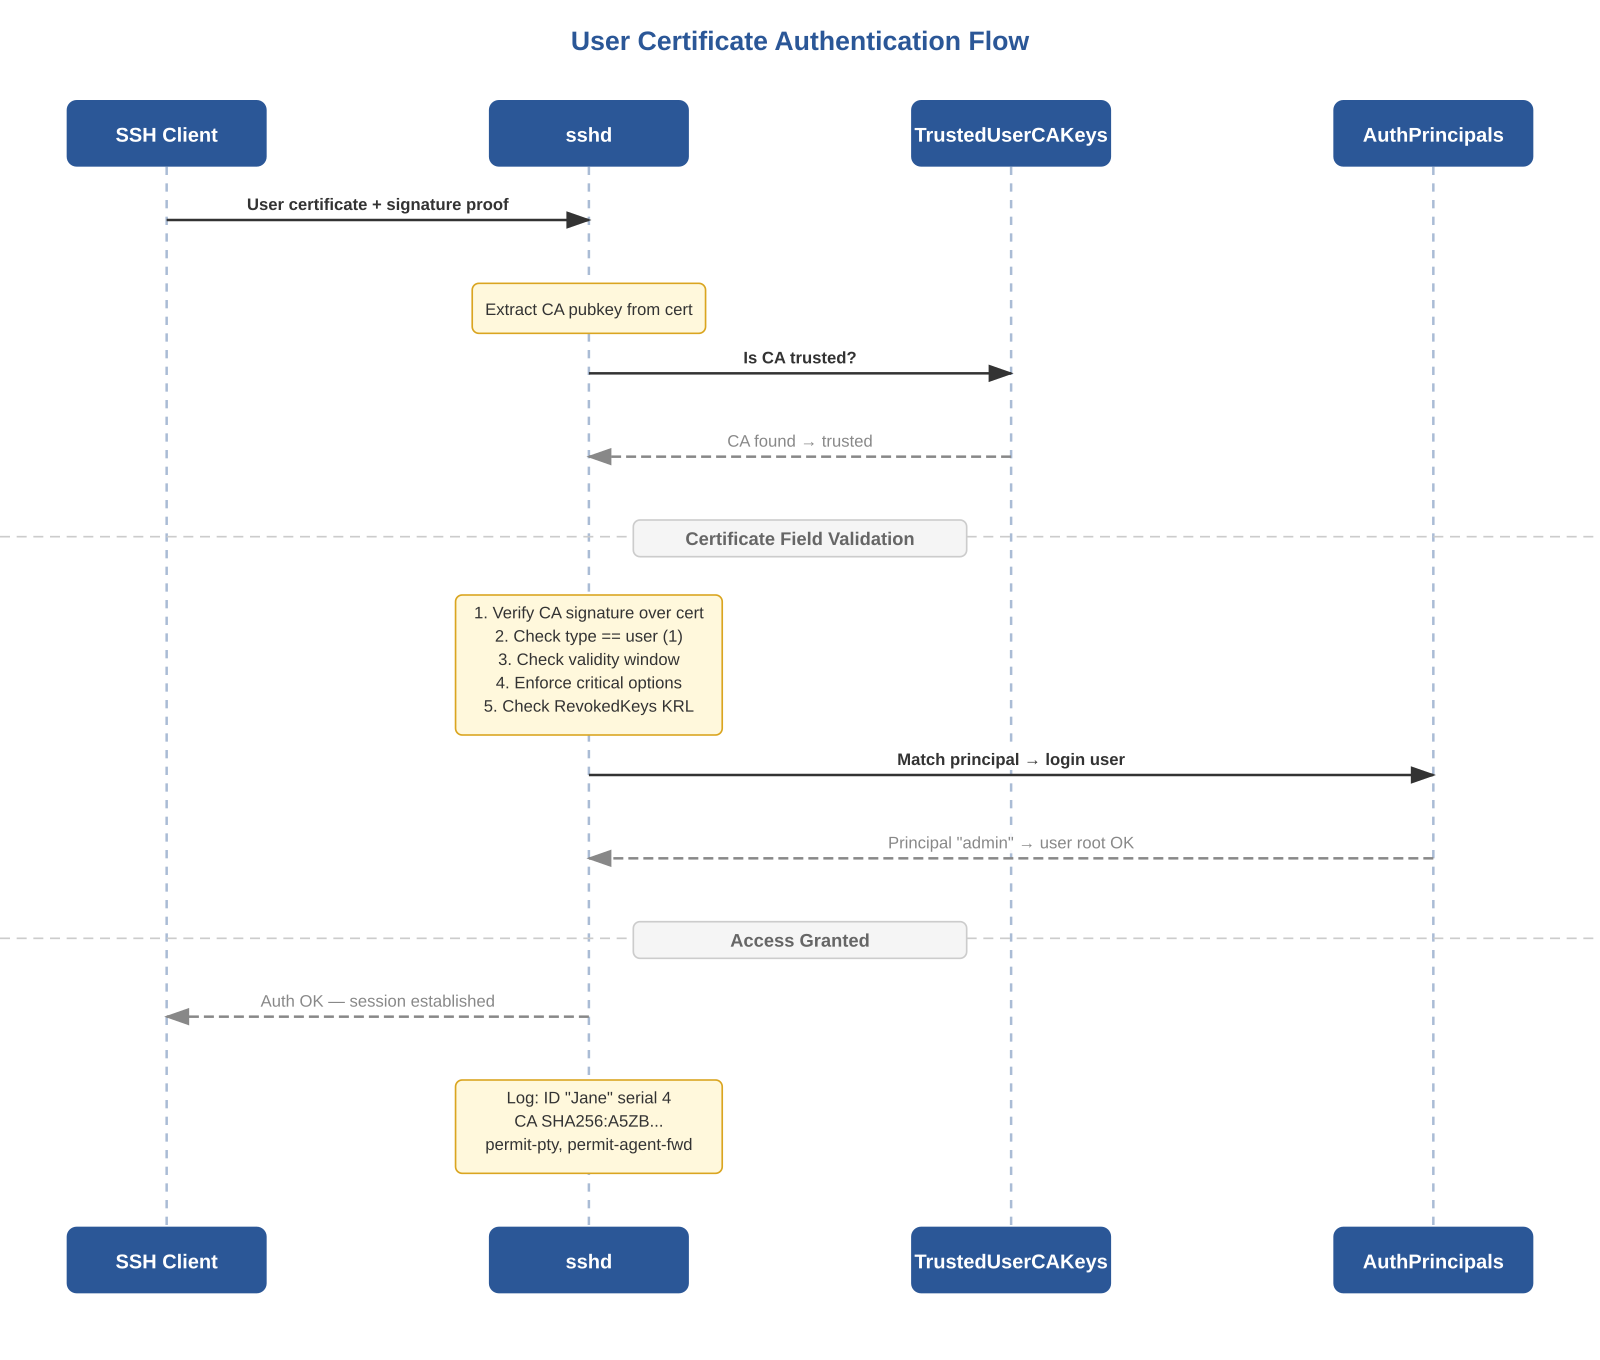 User Certificate Authentication Flow
SSH Client
sshd
TrustedUserCAKeys
AuthPrincipals
User certificate + signature proof
Extract CA pubkey from cert
Is CA trusted?
CA found → trusted
Certificate Field Validation
1. Verify CA signature over cert
2. Check type == user (1)
3. Check validity window
4. Enforce critical options
5. Check RevokedKeys KRL
Match principal → login user
Principal "admin" → user root OK
Access Granted
Auth OK — session established
Log: ID "Jane" serial 4
CA SHA256:A5ZB...
permit-pty, permit-agent-fwd
SSH Client
sshd
TrustedUserCAKeys
AuthPrincipals